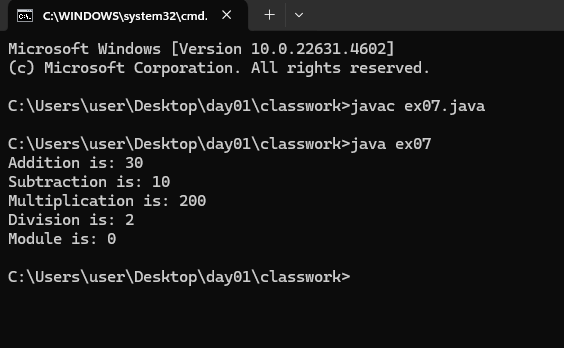 C:\WINDOWS\system32\cmd.
Microsoft Windows [Version 10.0.22631.4602]
(c) Microsoft Corporation. All rights reserved.
C:\Users\user\Desktop\day01\classwork>javac ex07.java
C:\Users\user\Desktop\day01\classwork>java ex07
Addition is: 30
Subtraction is: 10
Multiplication is: 200
Division is: 2
Module is: 0
C:\Users\user\Desktop\day01\classwork>